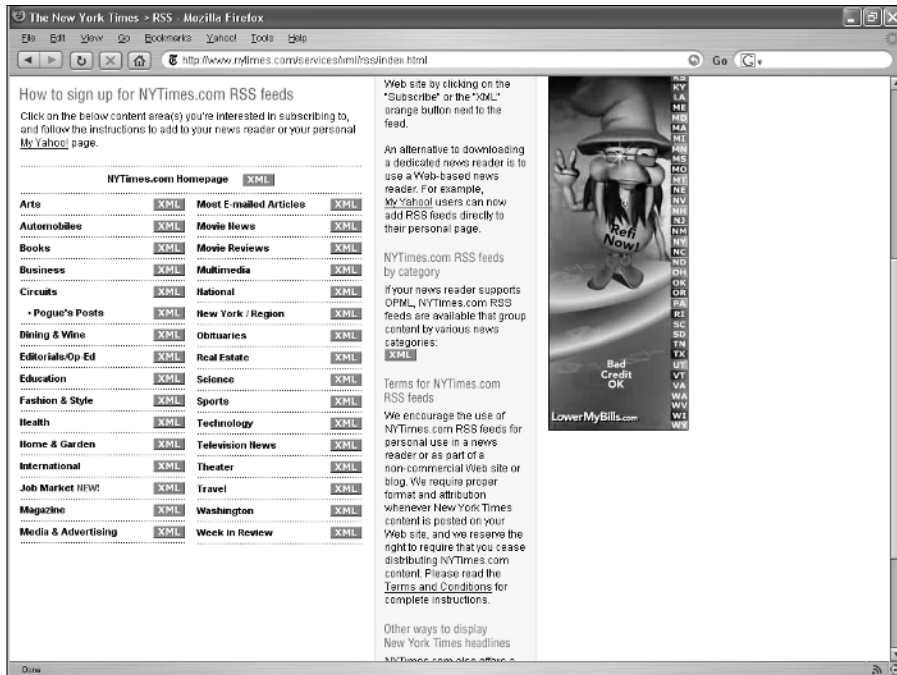 The New York Times > RSS - Mozilla Firefox
File Edit View Go Bookmarks Yahoo! Tools Help
http://www.nytimes.com/services/xml/rss/index.html
Go
How to sign up for NYTimes.com RSS feeds
Click on the below content area(s) you're interested in subscribing to,
and follow the instructions to add to your news reader or your personal
My Yahoo! page.
NYTimes.com Homepage XML
Arts XML
Automobiles XML
Books XML
Business XML
Circuits XML
• Pogue's Posts XML
Dining & Wine XML
Editorials/Op-Ed XML
Education XML
Fashion & Style XML
Health XML
Home & Garden XML
International XML
Job Market NEW! XML
Magazine XML
Media & Advertising XML
Most E-mailed Articles XML
Movie News XML
Movie Reviews XML
Multimedia XML
National XML
New York / Region XML
Obituaries XML
Real Estate XML
Science XML
Sports XML
Technology XML
Television News XML
Theater XML
Travel XML
Washington XML
Week in Review XML
Web site by clicking on the
"Subscribe" or the "XML"
orange button next to the
feed.
An alternative to downloading
a dedicated news reader is to
use a Web-based news
reader. For example,
My Yahoo! users can now
add RSS feeds directly to
their personal page.
NYTimes.com RSS feeds
by category
If your news reader supports
OPML, NYTimes.com RSS
feeds are available that group
content by various news
categories:
XML
Terms for NYTimes.com
RSS feeds
We encourage the use of
NYTimes.com RSS feeds for
personal use in a news
reader or as part of a
non-commercial Web site or
blog. We require proper
format and attribution
whenever New York Times
content is posted on your
Web site, and we reserve the
right to require that you cease
distributing NYTimes.com
content. Please read the
Terms and Conditions for
complete instructions.
Other ways to display
New York Times headlines
NYTimes.com also offers a
Refi
Now!
Bad
Credit
OK
LowerMyBills.com
KS
KY
LA
ME
MD
MA
MI
MN
MS
MO
MT
NE
NV
NH
NJ
NM
NY
NC
ND
OH
OK
OR
PA
RI
SC
SD
TN
TX
UT
VT
VA
WA
WV
WI
WY
Done